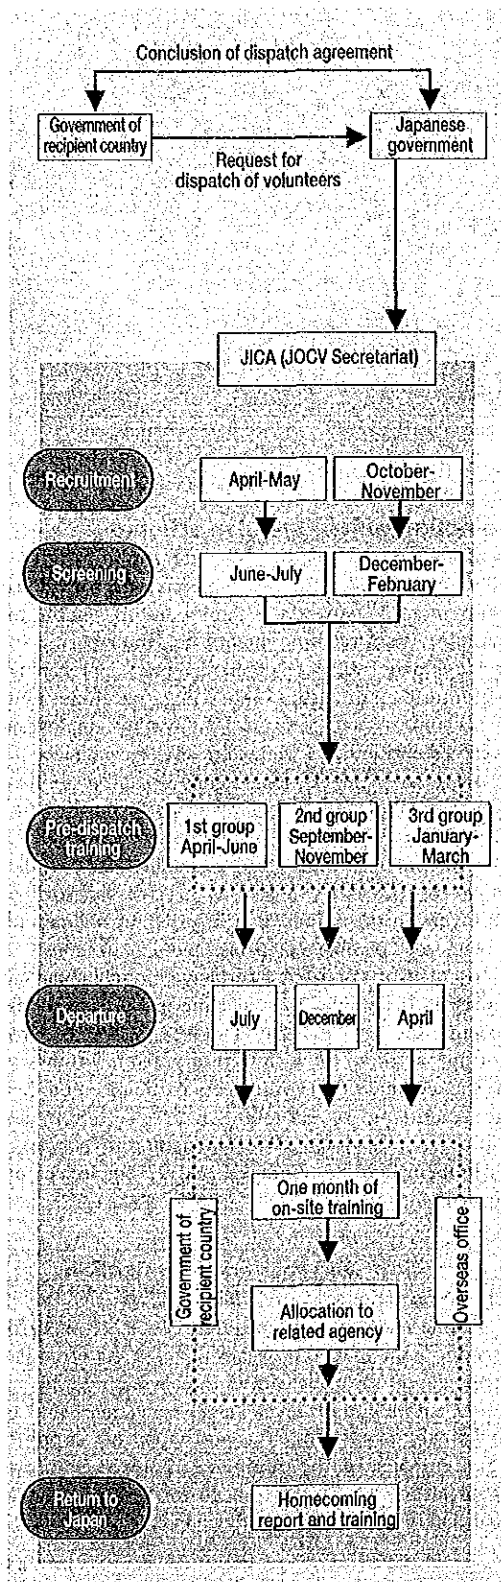 Conclusion of dispatch agreement
Government of
recipient country
Japanese
government
Request for
dispatch of volunteers
JICA (JOCV Secretariat)
Recruitment
April-May
October-
November
Screening
June-July
December-
February
Pre-dispatch
training
1st group
April-June
2nd group
September-
November
3rd group
January-
March
Departure
July
December
April
Government of
recipient country
One month of
on-site training
Overseas office
Allocation to
related agency
Return to
Japan
Homecoming
report and training